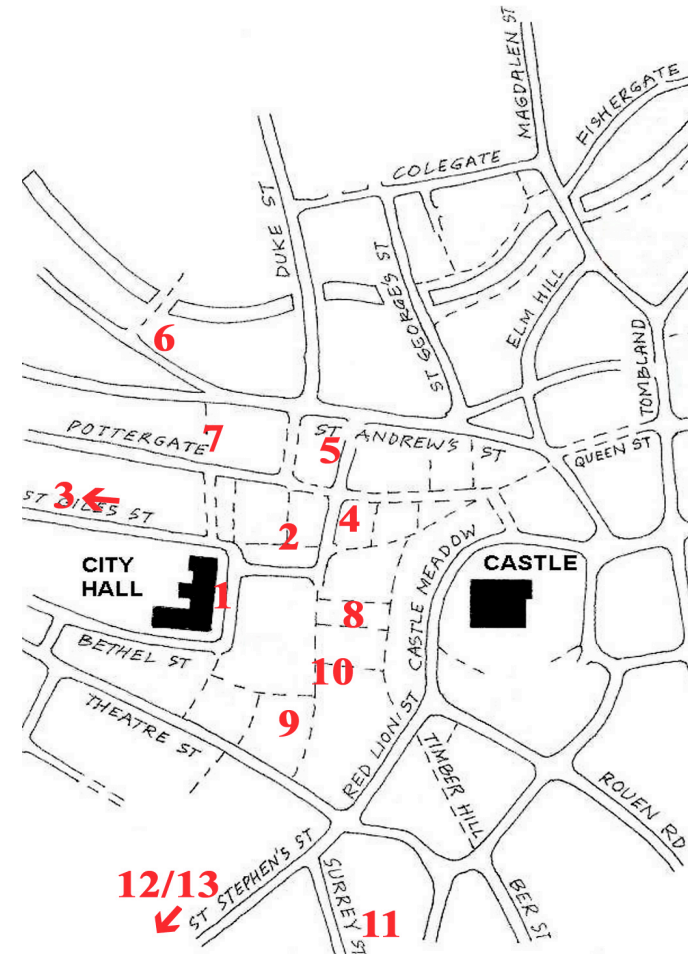 MAGDALEN ST
FISHERGATE
COLEGATE
DUKE ST
ST GEORGE'S ST
ELM HILL
TOMBLAND
6
POTTERGATE
7
ST ANDREW'S ST
5
QUEEN ST
3
ST GILES ST
2
4
CITY
HALL
1
CASTLE
CASTLE MEADOW
8
BETHEL ST
10
9
THEATRE ST
RED LION ST
TIMBER HILL
ROUEN RD
12/13
ST STEPHEN'S ST
SURREY ST
11
BER ST